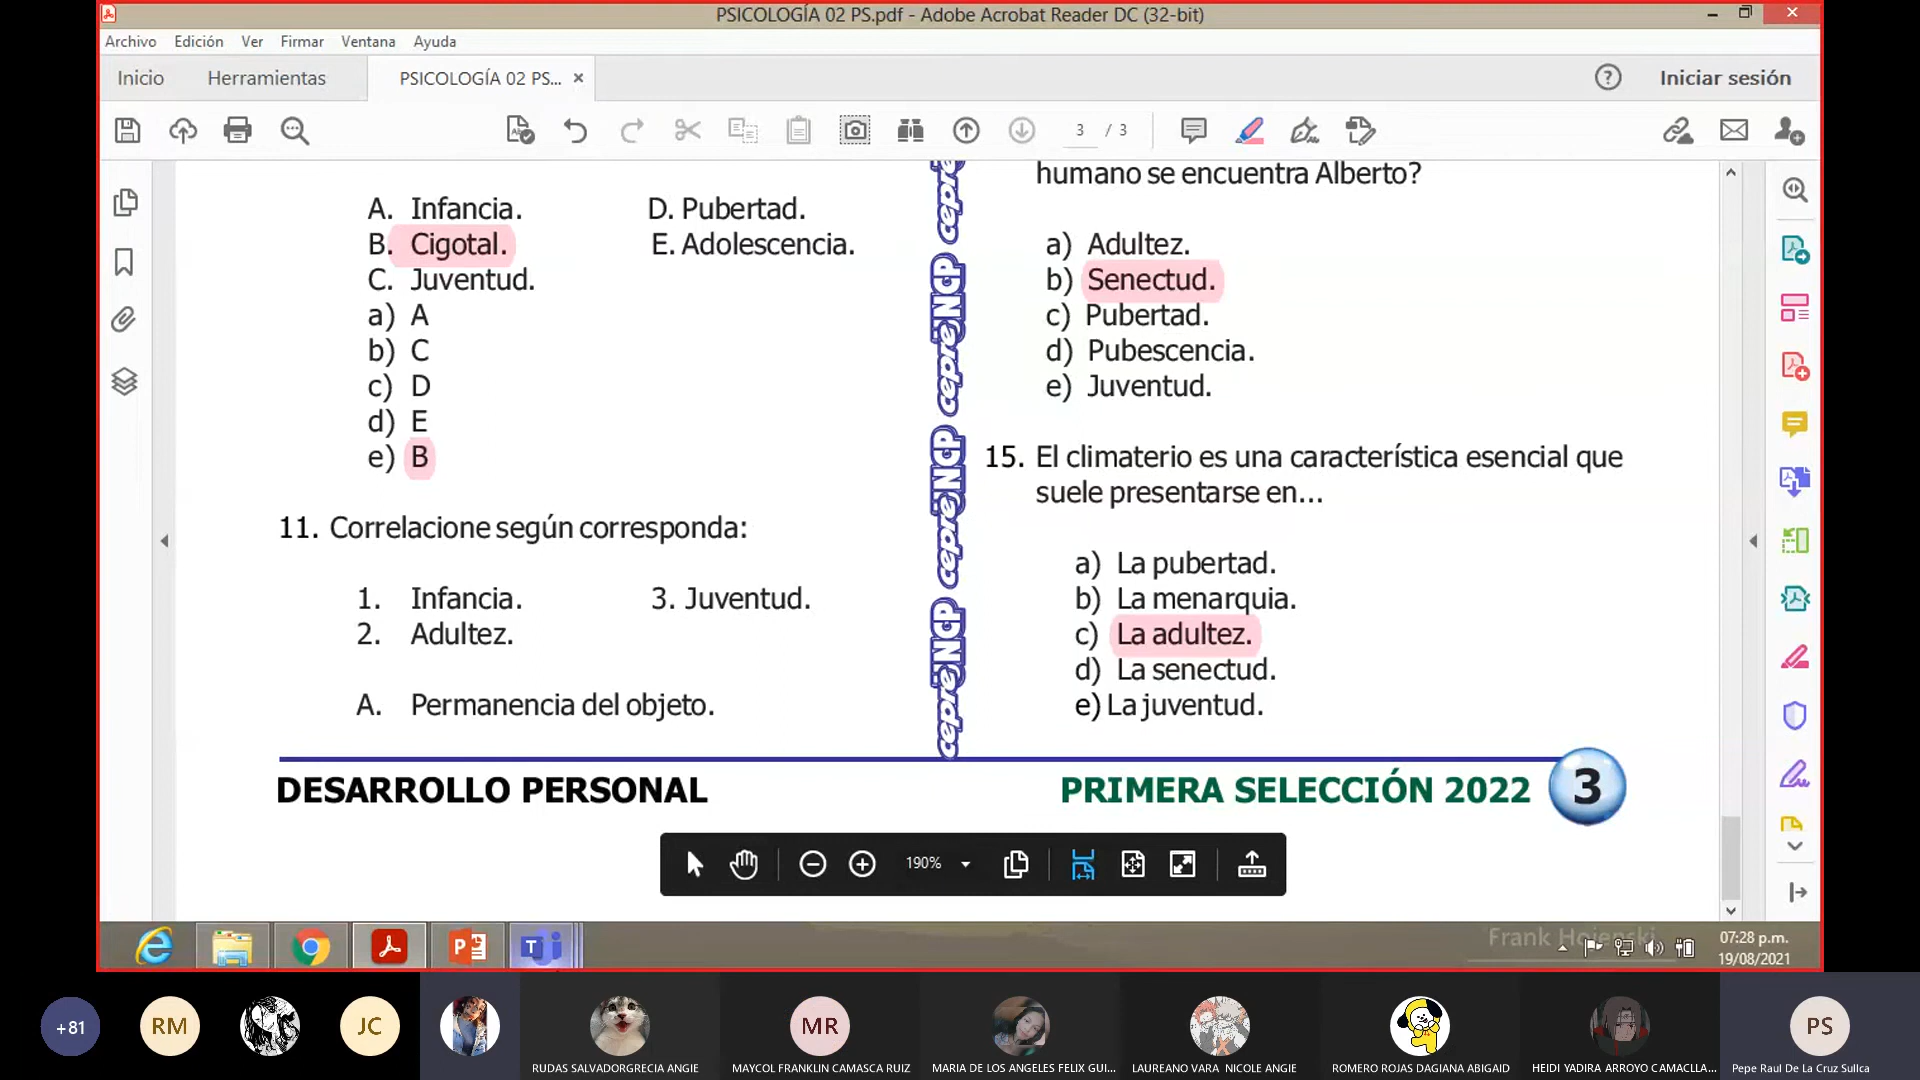 PSICOLOGÍA 02 PS.pdf - Adobe Acrobat Reader DC (32-bit)
Archivo Edición Ver Firmar Ventana Ayuda
Inicio Herramientas PSICOLOGÍA 02 PS... × Iniciar sesión
3 / 3
A. Infancia. D. Pubertad.
B. Cigotal. E. Adolescencia.
C. Juventud.
a) A
b) C
c) D
d) E
e) B
11. Correlacione según corresponda:
1. Infancia. 3. Juventud.
2. Adultez.
A. Permanencia del objeto.
cepreUNCP cepreUNCP cepreUNCP
humano se encuentra Alberto?
a) Adultez.
b) Senectud.
c) Pubertad.
d) Pubescencia.
e) Juventud.
15. El climaterio es una característica esencial que
suele presentarse en...
a) La pubertad.
b) La menarquia.
c) La adultez.
d) La senectud.
e) La juventud.
DESARROLLO PERSONAL PRIMERA SELECCIÓN 2022 3
190%
07:28 p.m.
19/08/2021
+81 RM JC MR PS
RUDAS SALVADORGRECIA ANGIE MAYCOL FRANKLIN CAMASCA RUIZ MARIA DE LOS ANGELES FELIX GUI... LAUREANO VARA NICOLE ANGIE ROMERO ROJAS DAGIANA ABIGAID HEIDI YADIRA ARROYO CAMACLLA... Pepe Raul De La Cruz Sullca